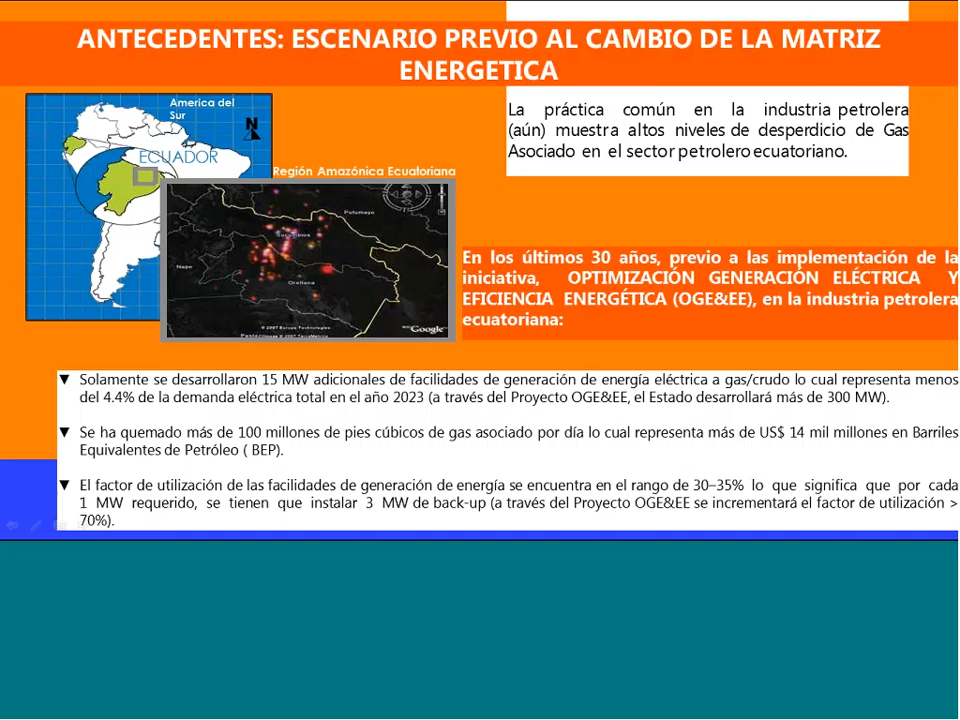 ANTECEDENTES: ESCENARIO PREVIO AL CAMBIO DE LA MATRIZ
ENERGETICA
America del
Sur
N
ECUADOR
Región Amazónica Ecuatoriana
Putumayo
Sucumbios
Napo
Orellana
© 2007 Europa Technologies
© 2007 TerraMetrics
Google
La práctica común en la industria petrolera
(aún) muestra altos niveles de desperdicio de Gas
Asociado en el sector petrolero ecuatoriano.
En los últimos 30 años, previo a las implementación de la
iniciativa, OPTIMIZACIÓN GENERACIÓN ELÉCTRICA Y
EFICIENCIA ENERGÉTICA (OGE&EE), en la industria petrolera
ecuatoriana:
▼ Solamente se desarrollaron 15 MW adicionales de facilidades de generación de energía eléctrica a gas/crudo lo cual representa menos
del 4.4% de la demanda eléctrica total en el año 2023 (a través del Proyecto OGE&EE, el Estado desarrollará más de 300 MW).
▼ Se ha quemado más de 100 millones de pies cúbicos de gas asociado por día lo cual representa más de US$ 14 mil millones en Barriles
Equivalentes de Petróleo ( BEP).
▼ El factor de utilización de las facilidades de generación de energía se encuentra en el rango de 30–35% lo que significa que por cada
1 MW requerido, se tienen que instalar 3 MW de back-up (a través del Proyecto OGE&EE se incrementará el factor de utilización >
70%).